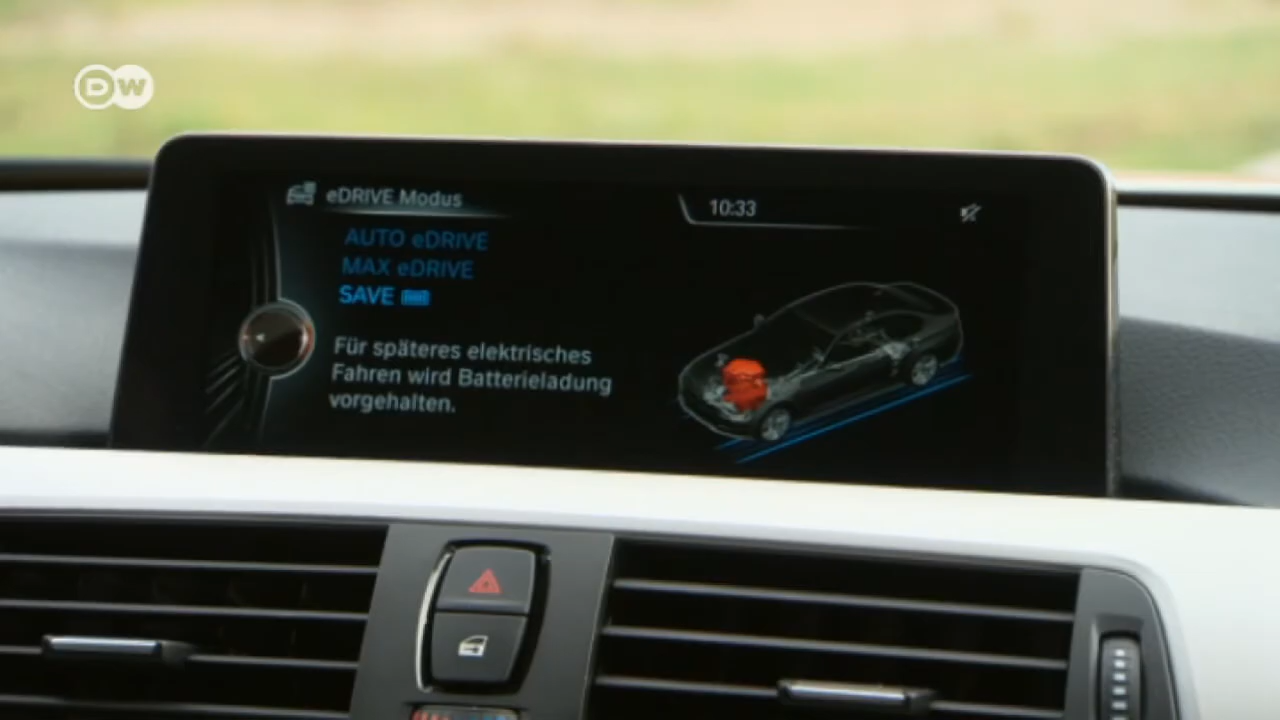 DW
eDRIVE Modus
10:33
AUTO eDRIVE
MAX eDRIVE
SAVE
Für späteres elektrisches
Fahren wird Batterieladung
vorgehalten.